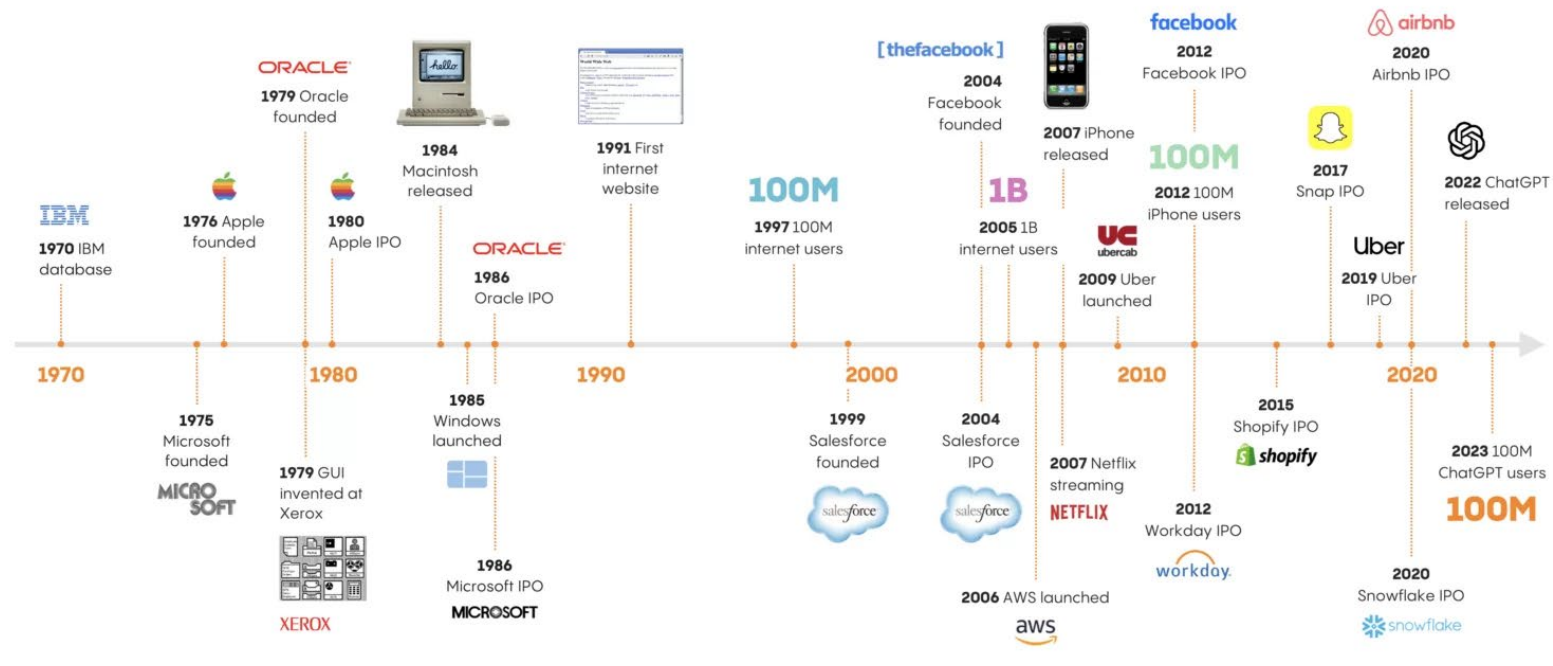 IBM
1970 IBM
database
1975
Microsoft
founded
MICRO
SOFT
1976 Apple
founded
ORACLE®
1979 Oracle
founded
1979 GUI
invented at
Xerox
XEROX
1980
Apple IPO
hello
1984
Macintosh
released
1985
Windows
launched
ORACLE®
1986
Oracle IPO
1986
Microsoft IPO
MICROSOFT
World Wide Web
1991 First
internet
website
100M
1997 100M
internet users
1999
Salesforce
founded
salesforce
[thefacebook]
2004
Facebook
founded
2004
Salesforce
IPO
salesforce
1B
2005 1B
internet users
2006 AWS launched
aws
2007 iPhone
released
2007 Netflix
streaming
NETFLIX
UC
ubercab
2009 Uber
launched
facebook
2012
Facebook IPO
100M
2012 100M
iPhone users
2012
Workday IPO
workday.
2015
Shopify IPO
shopify
2017
Snap IPO
Uber
2019 Uber
IPO
airbnb
2020
Airbnb IPO
2020
Snowflake IPO
snowflake
2022 ChatGPT
released
2023 100M
ChatGPT users
100M
1970
1980
1990
2000
2010
2020